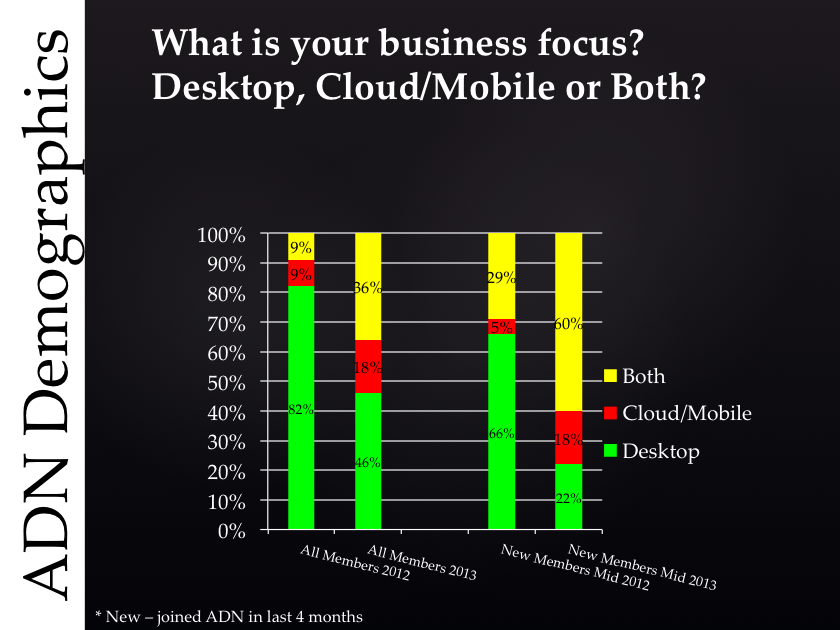 ADN Demographics
What is your business focus?
Desktop, Cloud/Mobile or Both?
100%
90%
80%
70%
60%
50%
40%
30%
20%
10%
0%
9%
9%
82%
36%
18%
46%
29%
5%
66%
60%
18%
22%
Both
Cloud/Mobile
Desktop
All Members 2012
All Members 2013
New Members Mid 2012
New Members Mid 2013
* New – joined ADN in last 4 months